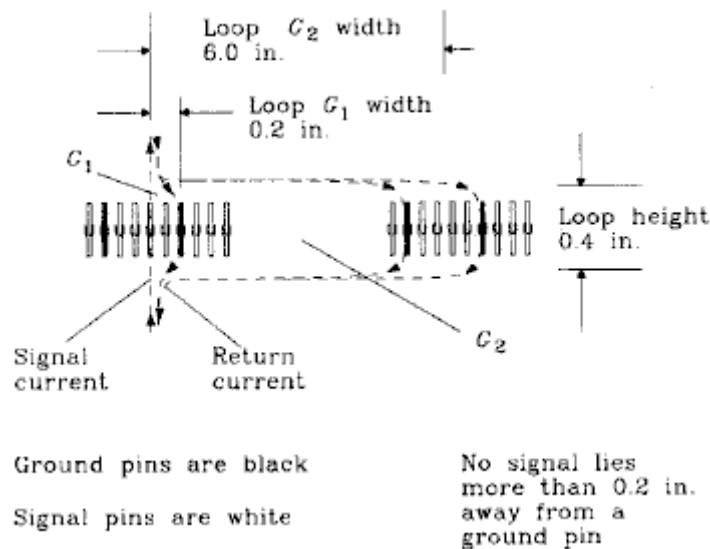 Loop G2 width
6.0 in.
Loop G1 width
0.2 in.
G1
Loop height
0.4 in.
G2
Signal
current
Return
current
Ground pins are black
Signal pins are white
No signal lies
more than 0.2 in.
away from a
ground pin